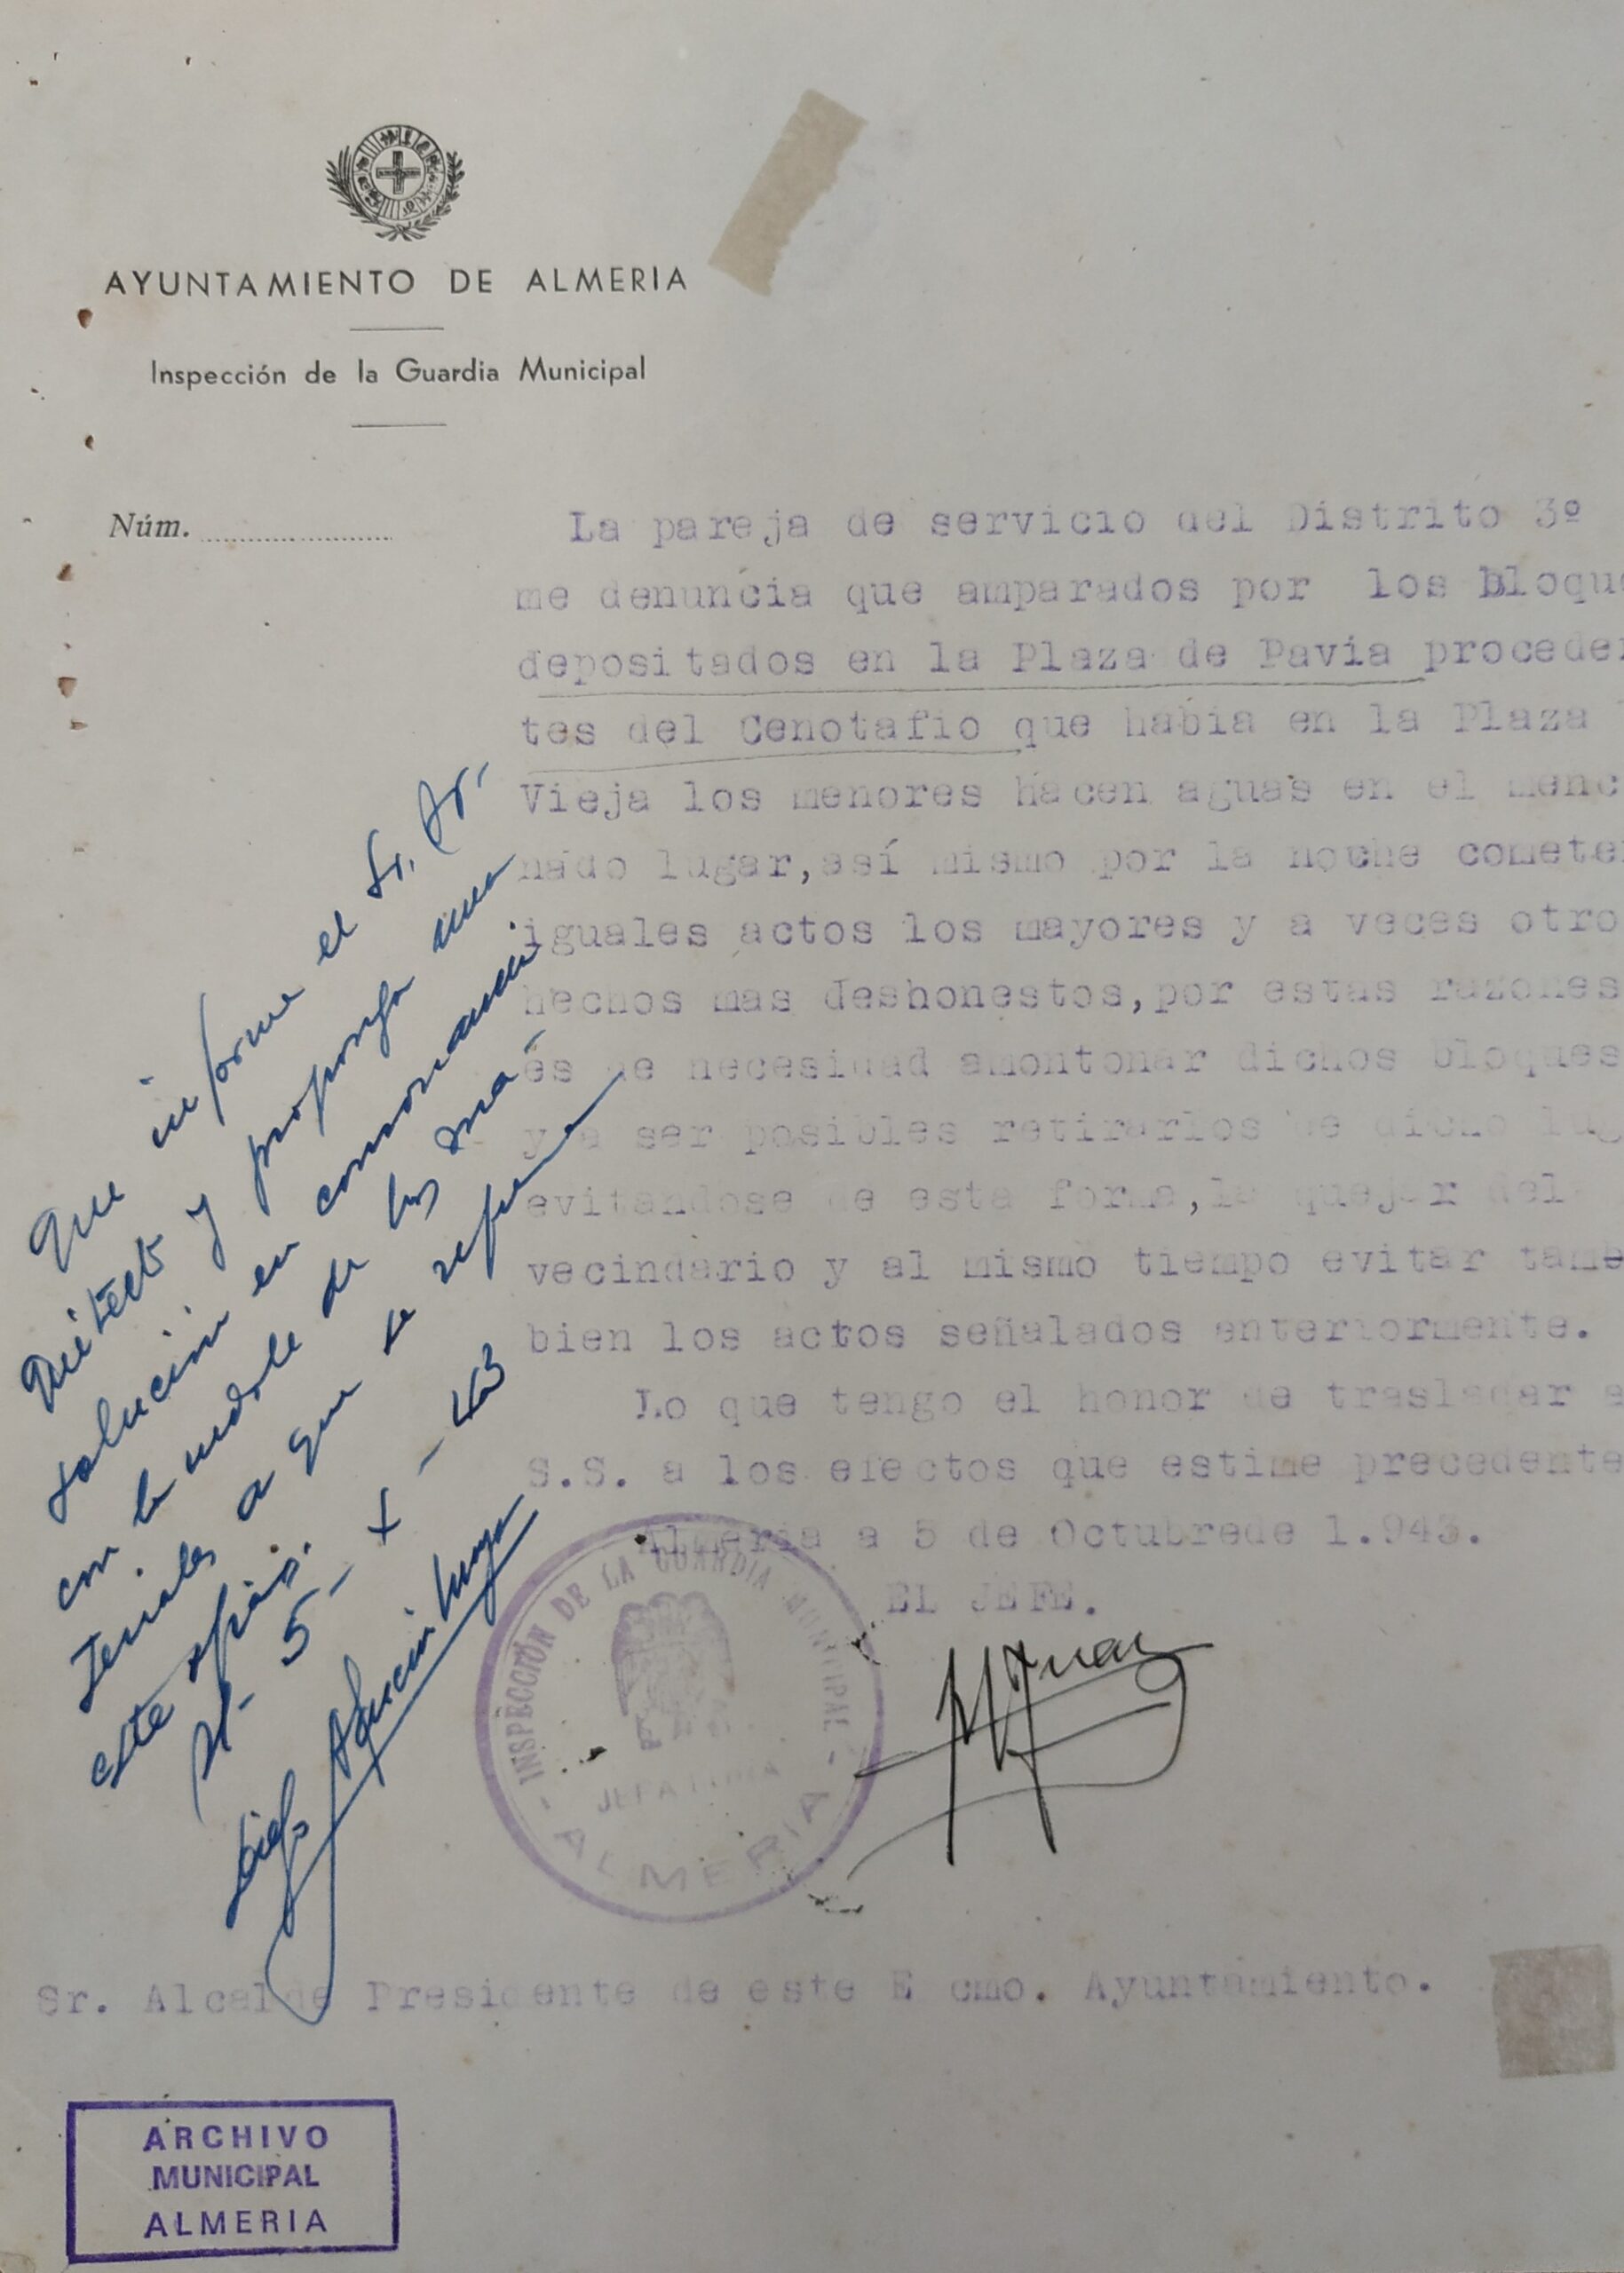 AYUNTAMIENTO DE ALMERIA
Inspección de la Guardia Municipal
Núm.
La pareja de servicio del Distrito 3º
me denuncia que amparados por los bloque
depositados en la Plaza de Pavia proceden
tes del Cenotafio que habia en la Plaza
Vieja los menores hacen aguas en el menc
nado lugar,así mismo por la noche cometen
iguales actos los mayores y a veces otro
hechos mas deshonestos,por estas razones
es de necesidad amontonar dichos bloques
y a ser posibles retirarlos de dicho lug
evitandose de esta forma,la quejar del
vecindario y al mismo tiempo evitar tam
bien los actos señalados anteriormente.
Lo que tengo el honor de trasladar a
S.S. a los efectos que estime precedente
Almeria a 5 de Octubrede 1.943.
EL JEFE.
Que informe el Sr. Ar-
quitecto y proponga una
solución en consonancia
con la indole de los ma-
teriales a que se refiere
este oficio.
5 - X - 43
INSPECCIÓN DE LA GUARDIA MUNICIPAL
JEFATURA
- ALMERIA -
Sr. Alcalde Presidente de este E cmo. Ayuntamiento.
ARCHIVO
MUNICIPAL
ALMERIA